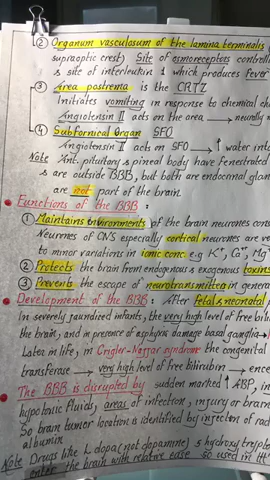 ② Organum vasculosum of the lamina terminalis
supraoptic crest) Site of osmoreceptors controll
& site of interleukin 1 which produces fever
③ Area postrema is the CRTZ
Initiates vomiting in response to chemical cha
Angiotensin II acts on the area → neurally
④ Subfornical organ SFO
Angiotensin II acts on SFO → ↑ water inta
Note Ant. pituitary & pineal body have fenestrated
& are outside BBB, but both are endocrinal glan
are not part of the brain.
• Functions of the BBB:
① Maintains environments of the brain neurones cons
Neurones of CNS especially cortical neurones are ve
to minor variations in ionic conc. e.g K⁺, Ca⁺⁺, Mg⁺
② Protects the brain from endogenous & exogenous toxins
③ Prevents the escape of neurotransmitters in genera
• Development of the BBB: After fetal & neonatal
In severely jaundiced infants, the very high level of free bilir
the brain, and in presence of asphyxia damage basal ganglia →
Later in life, in Crigler-Najjar syndrome the congenital
transferase → very high level of free bilirubin → ence
• The BBB is disrupted by sudden marked ↑ ABP, in
hypotonic fluids, areas of infection, injury or brain
So brain tumor location is identified by injection of rad
albumin
Note Drugs like L dopa (not dopamine) & hydroxytrptop
enter the brain with relative ease so used in ttt